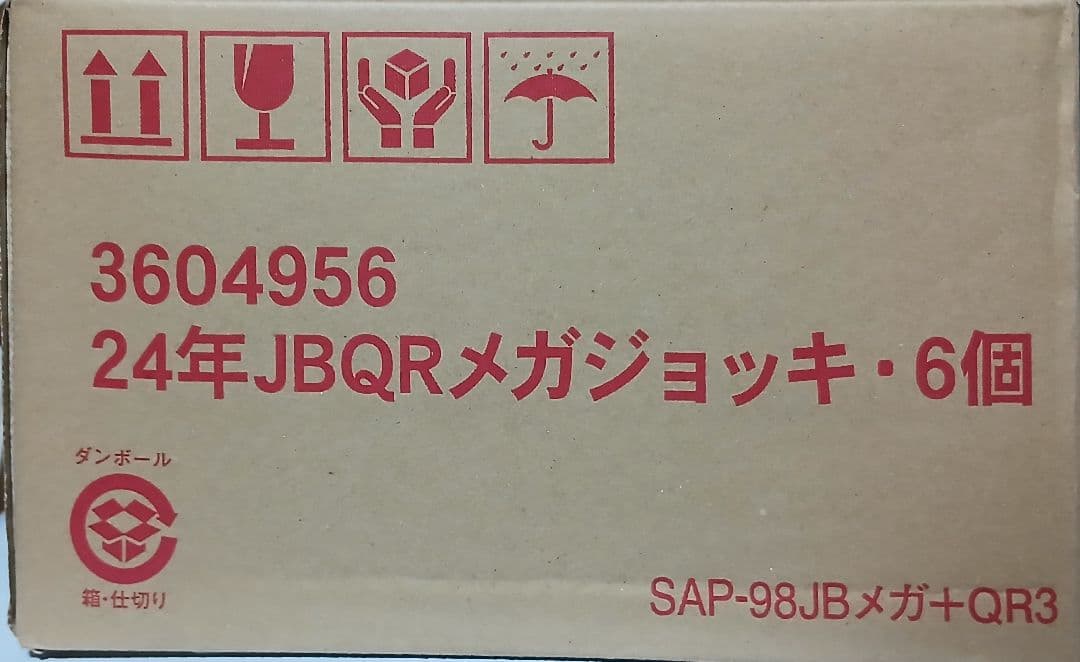 3604956
24年JBQRメガジョッキ・6個
ダンボール
箱・仕切り
SAP-98JBメガ+QR3